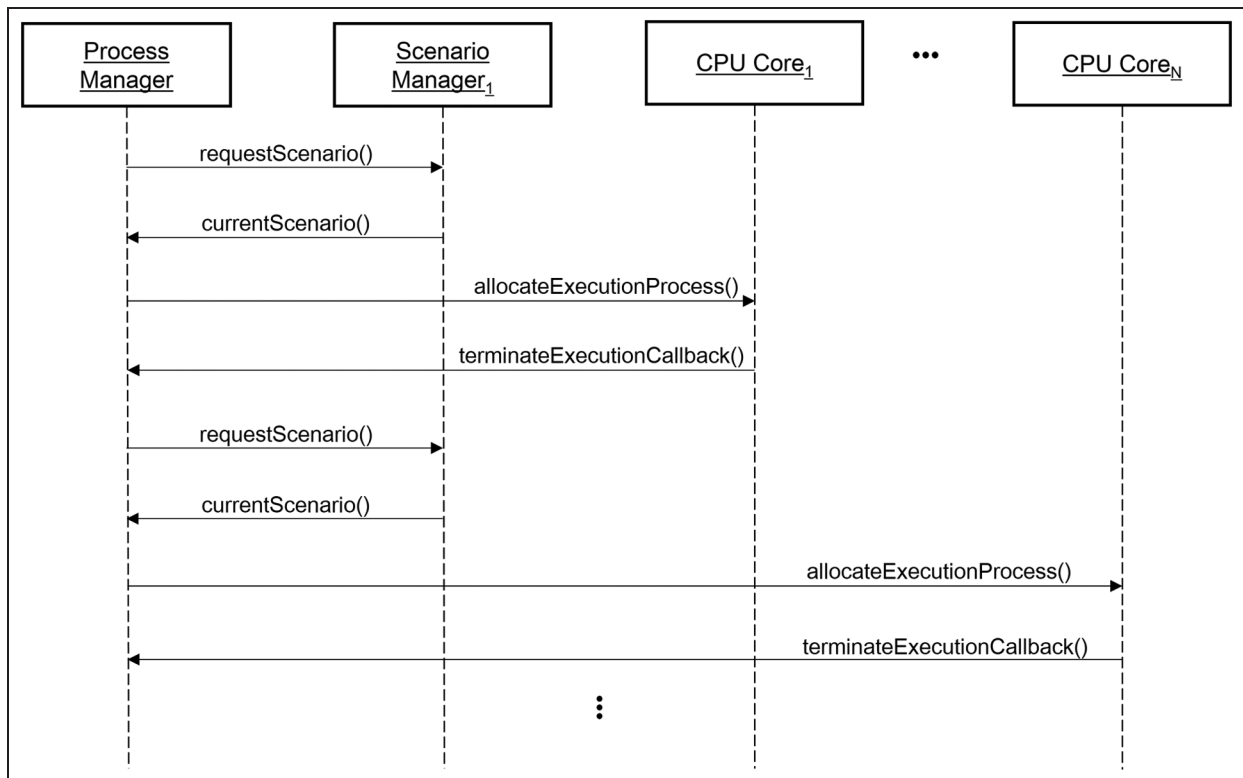 Process
Manager
Scenario
Manager1
CPU Core1
...
CPU CoreN
requestScenario()
currentScenario()
allocateExecutionProcess()
terminateExecutionCallback()
requestScenario()
currentScenario()
allocateExecutionProcess()
terminateExecutionCallback()